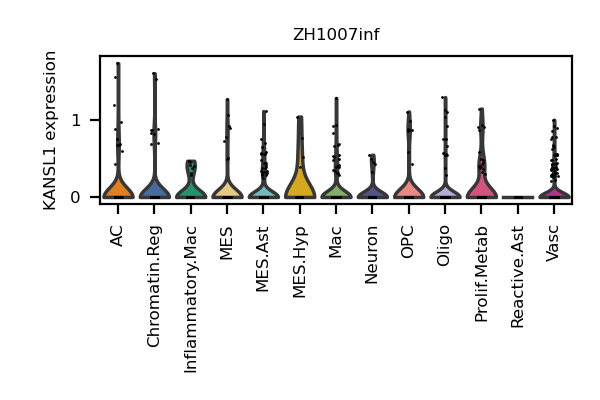 ZH1007inf
KANSL1 expression
1
0
AC
Chromatin.Reg
Inflammatory.Mac
MES
MES.Ast
MES.Hyp
Mac
Neuron
OPC
Oligo
Prolif.Metab
Reactive.Ast
Vasc